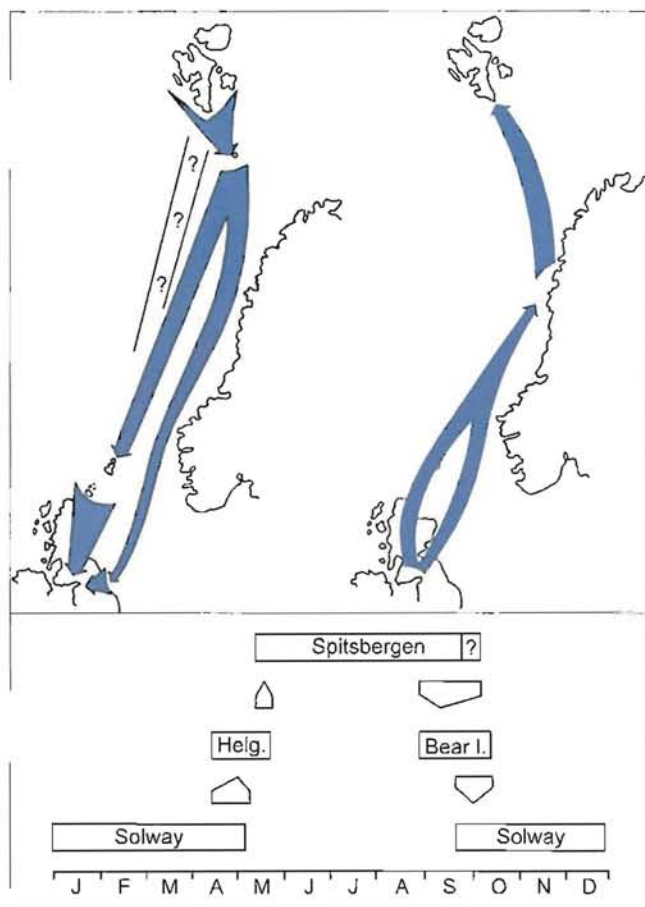 ?
?
?
Spitsbergen ?
Helg. Bear I.
Solway Solway
J F M A M J J A S O N D